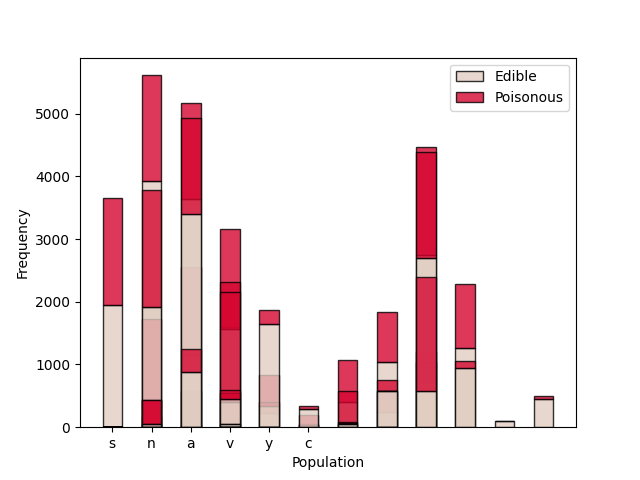 Edible
Poisonous
5000
4000
3000
2000
1000
0
Frequency
s n a v y c
Population